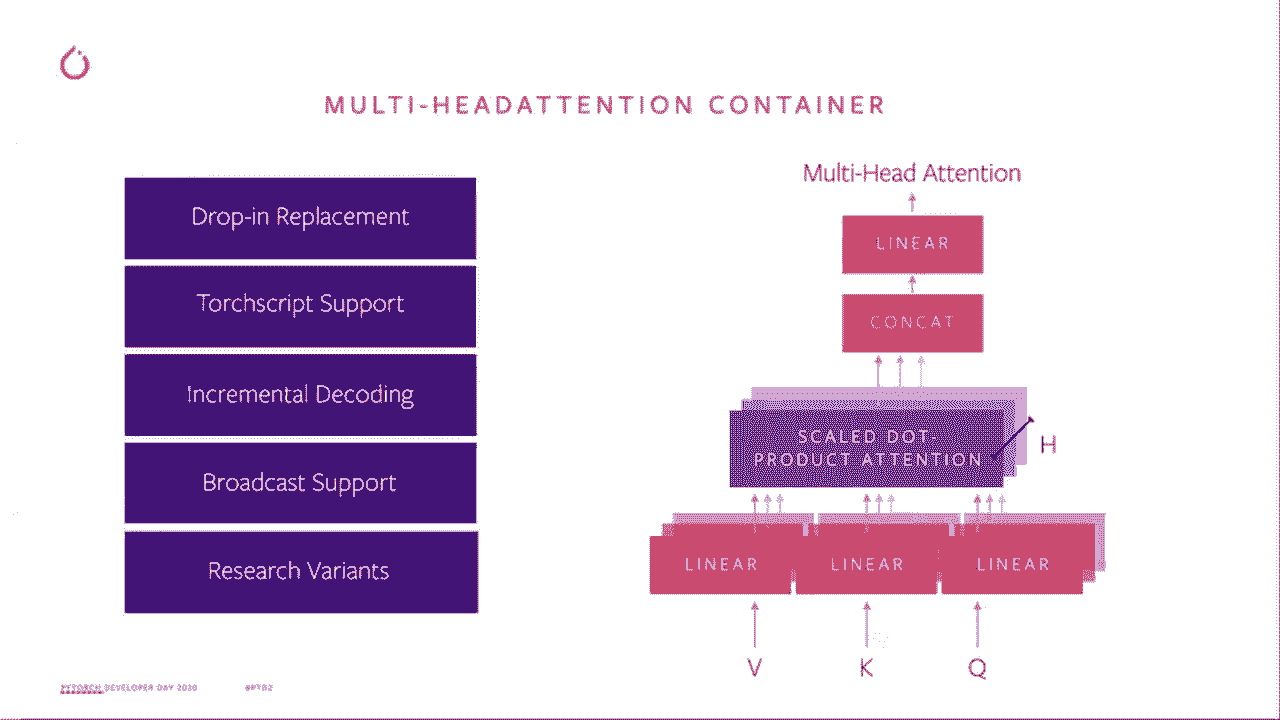 MULTI-HEADATTENTION CONTAINER
Drop-in Replacement
Torchscript Support
Incremental Decoding
Broadcast Support
Research Variants
Multi-Head Attention
LINEAR
CONCAT
SCALED DOT-
PRODUCT ATTENTION
H
LINEAR LINEAR LINEAR
V K Q
PYTORCH DEVELOPER DAY 2020 #PTD2